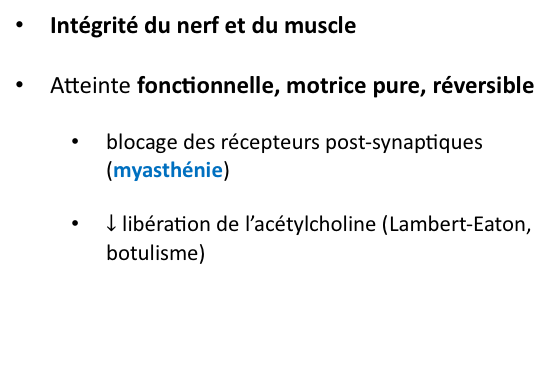 • Intégrité du nerf et du muscle
• Atteinte fonctionnelle, motrice pure, réversible
• blocage des récepteurs post-synaptiques
(myasthénie)
• ↓ libération de l’acétylcholine (Lambert-Eaton,
botulisme)